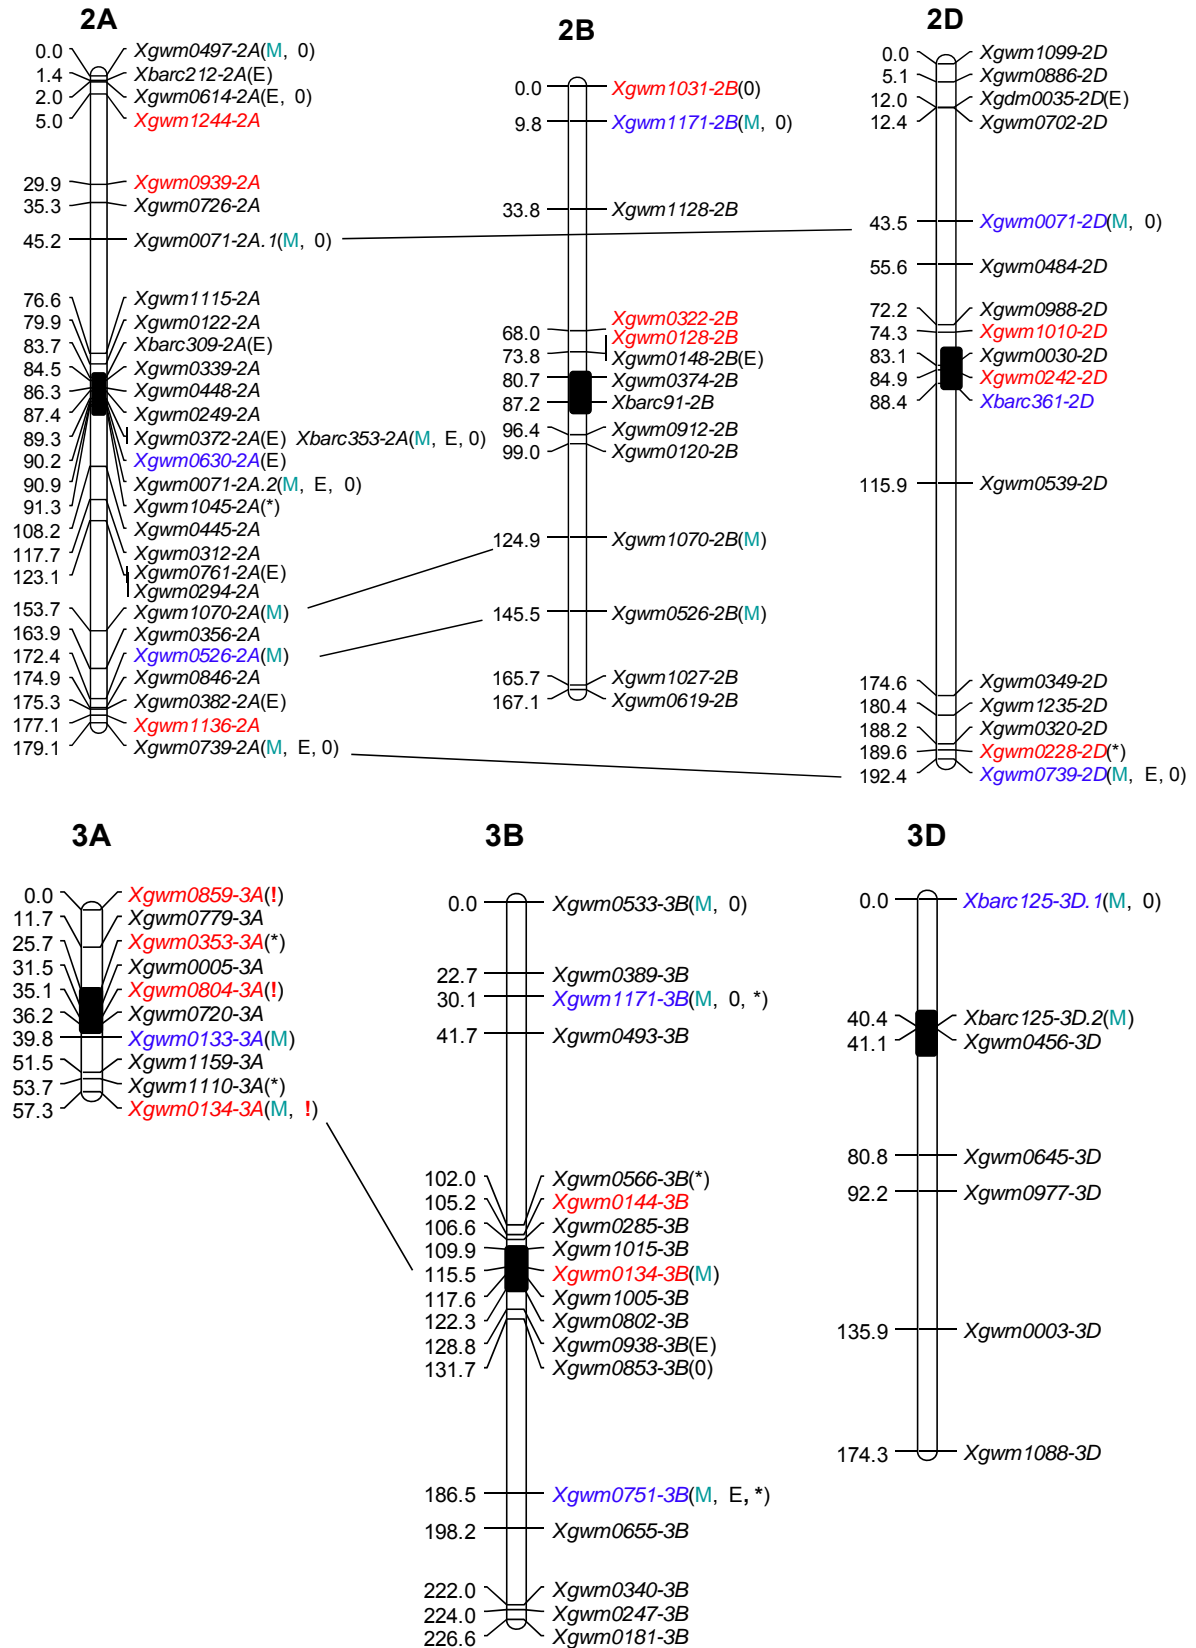 2A
0.0 Xgwm0497-2A(M, 0)
1.4 Xbarc212-2A(E)
2.0 Xgwm0614-2A(E, 0)
5.0 Xgwm1244-2A
29.9 Xgwm0939-2A
35.3 Xgwm0726-2A
45.2 Xgwm0071-2A.1(M, 0)
76.6 Xgwm1115-2A
79.9 Xgwm0122-2A
83.7 Xbarc309-2A(E)
84.5 Xgwm0339-2A
86.3 Xgwm0448-2A
87.4 Xgwm0249-2A
89.3 Xgwm0372-2A(E) Xbarc353-2A(M, E, 0)
90.2 Xgwm0630-2A(E)
90.9 Xgwm0071-2A.2(M, E, 0)
91.3 Xgwm1045-2A(*)
108.2 Xgwm0445-2A
117.7 Xgwm0312-2A
123.1 Xgwm0761-2A(E)
Xgwm0294-2A
153.7 Xgwm1070-2A(M)
163.9 Xgwm0356-2A
172.4 Xgwm0526-2A(M)
174.9 Xgwm0846-2A
175.3 Xgwm0382-2A(E)
177.1 Xgwm1136-2A
179.1 Xgwm0739-2A(M, E, 0)
2B
0.0 Xgwm1031-2B(0)
9.8 Xgwm1171-2B(M, 0)
33.8 Xgwm1128-2B
68.0 Xgwm0322-2B
Xgwm0128-2B
73.8 Xgwm0148-2B(E)
80.7 Xgwm0374-2B
87.2 Xbarc91-2B
96.4 Xgwm0912-2B
99.0 Xgwm0120-2B
124.9 Xgwm1070-2B(M)
145.5 Xgwm0526-2B(M)
165.7 Xgwm1027-2B
167.1 Xgwm0619-2B
2D
0.0 Xgwm1099-2D
5.1 Xgwm0886-2D
12.0 Xgdm0035-2D(E)
12.4 Xgwm0702-2D
43.5 Xgwm0071-2D(M, 0)
55.6 Xgwm0484-2D
72.2 Xgwm0988-2D
74.3 Xgwm1010-2D
83.1 Xgwm0030-2D
84.9 Xgwm0242-2D
88.4 Xbarc361-2D
115.9 Xgwm0539-2D
174.6 Xgwm0349-2D
180.4 Xgwm1235-2D
188.2 Xgwm0320-2D
189.6 Xgwm0228-2D(*)
192.4 Xgwm0739-2D(M, E, 0)
3A
0.0 Xgwm0859-3A(!)
11.7 Xgwm0779-3A
25.7 Xgwm0353-3A(*)
31.5 Xgwm0005-3A
35.1 Xgwm0804-3A(!)
36.2 Xgwm0720-3A
39.8 Xgwm0133-3A(M)
51.5 Xgwm1159-3A
53.7 Xgwm1110-3A(*)
57.3 Xgwm0134-3A(M, !)
3B
0.0 Xgwm0533-3B(M, 0)
22.7 Xgwm0389-3B
30.1 Xgwm1171-3B(M, 0, *)
41.7 Xgwm0493-3B
102.0 Xgwm0566-3B(*)
105.2 Xgwm0144-3B
106.6 Xgwm0285-3B
109.9 Xgwm1015-3B
115.5 Xgwm0134-3B(M)
117.6 Xgwm1005-3B
122.3 Xgwm0802-3B
128.8 Xgwm0938-3B(E)
131.7 Xgwm0853-3B(0)
186.5 Xgwm0751-3B(M, E, *)
198.2 Xgwm0655-3B
222.0 Xgwm0340-3B
224.0 Xgwm0247-3B
226.6 Xgwm0181-3B
3D
0.0 Xbarc125-3D.1(M, 0)
40.4 Xbarc125-3D.2(M)
41.1 Xgwm0456-3D
80.8 Xgwm0645-3D
92.2 Xgwm0977-3D
135.9 Xgwm0003-3D
174.3 Xgwm1088-3D